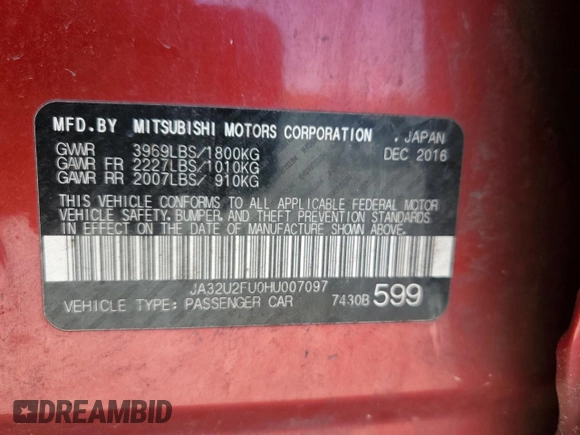 MFD.BY MITSUBISHI MOTORS CORPORATION , JAPAN
GVWR 3969LBS/1800KG DEC 2016
GAWR FR 2227LBS/1010KG
GAWR RR 2007LBS/ 910KG
THIS VEHICLE CONFORMS TO ALL APPLICABLE FEDERAL MOTOR
VEHICLE SAFETY, BUMPER, AND THEFT PREVENTION STANDARDS
IN EFFECT ON THE DATE OF MANUFACTURE SHOWN ABOVE.
JA32U2FU0HU007097
VEHICLE TYPE: PASSENGER CAR 7430B 599
DREAMBID